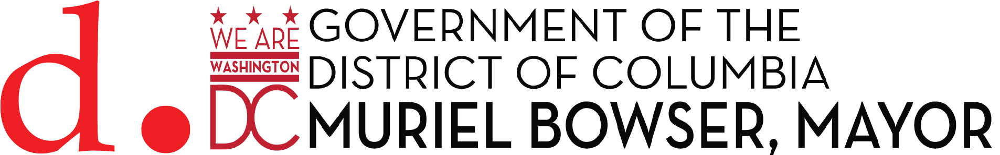 d.
WE ARE
WASHINGTON
DC
GOVERNMENT OF THE
DISTRICT OF COLUMBIA
MURIEL BOWSER, MAYOR